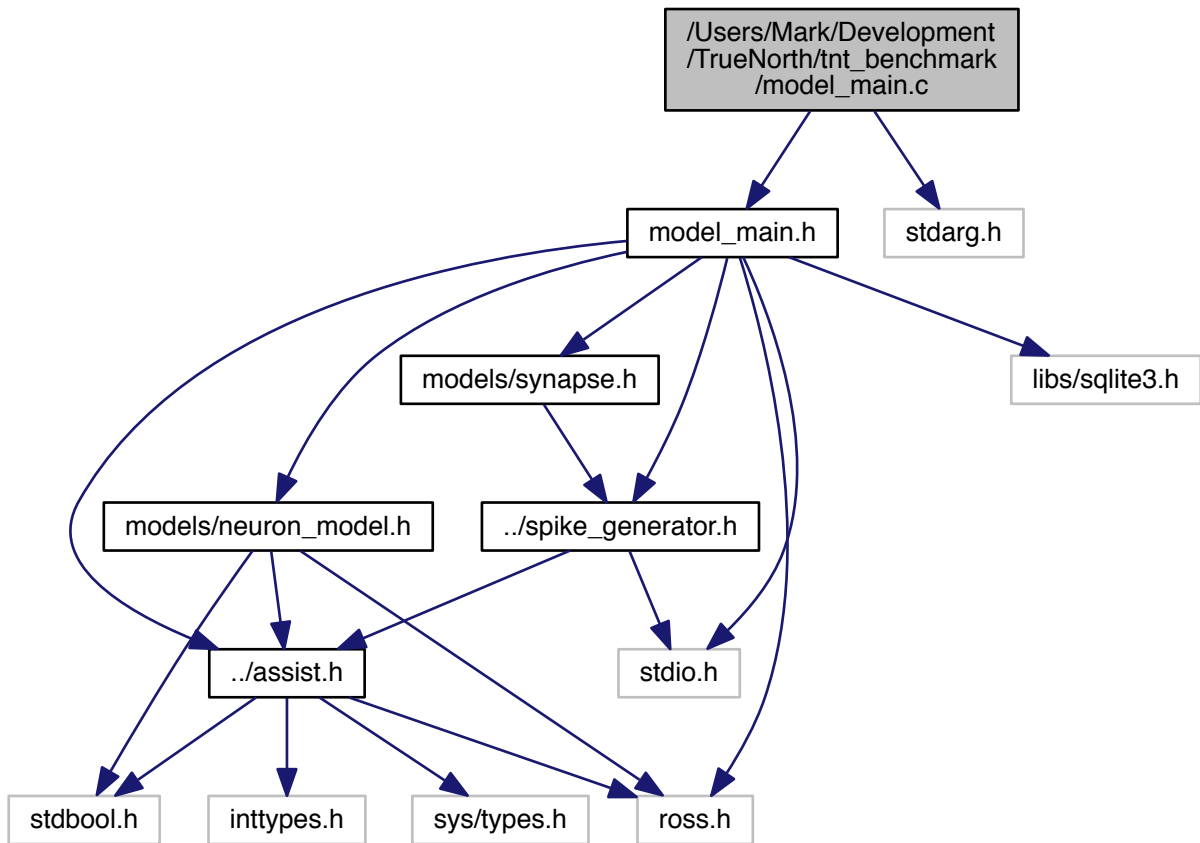 /Users/Mark/Development
/TrueNorth/tnt_benchmark
/model_main.c
model_main.h
stdarg.h
models/synapse.h
libs/sqlite3.h
models/neuron_model.h
../spike_generator.h
../assist.h
stdio.h
stdbool.h
inttypes.h
sys/types.h
ross.h